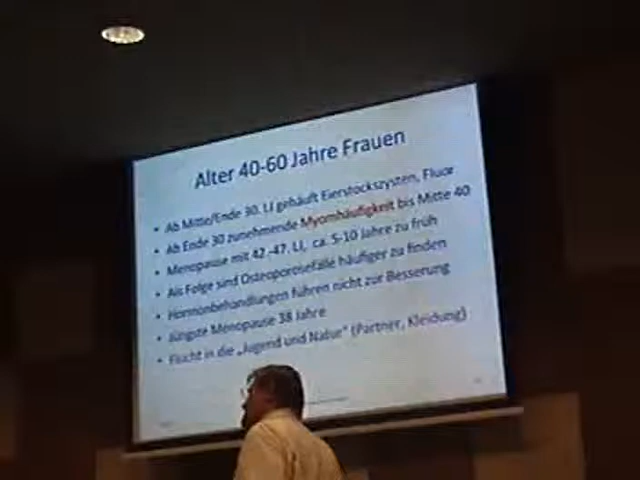 Alter 40-60 Jahre Frauen
• Ab Mitte/Ende 30. LJ gehäuft Eierstockszysten, Fluor
• Ab Ende 30 zunehmende Myomhäufigkeit bis Mitte 40
• Menopause mit 42 -47. LJ, ca. 5-10 Jahre zu früh
• Als Folge sind Osteoporosefälle häufiger zu finden
• Hormonbehandlungen führen nicht zur Besserung
• Jüngste Menopause 38 Jahre
• Flucht in die „Jugend und Natur" (Partner, Kleidung)